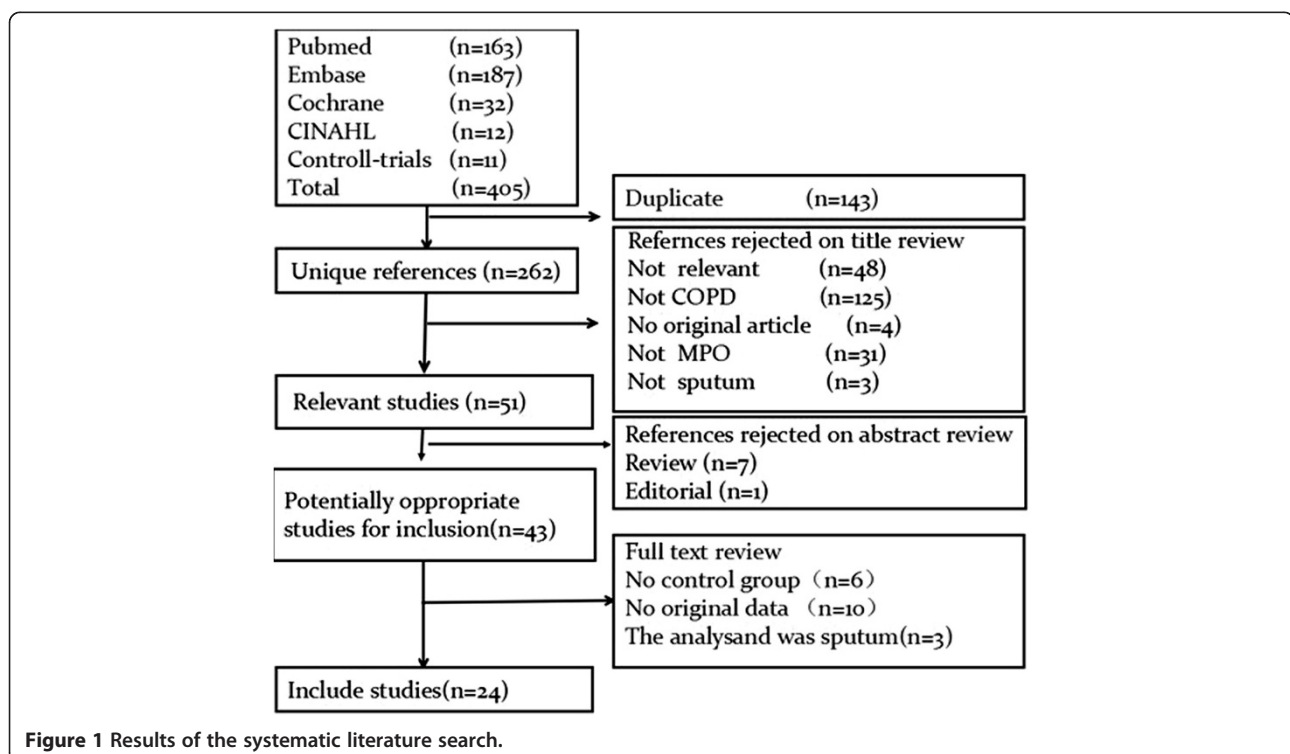 Pubmed (n=163)
Embase (n=187)
Cochrane (n=32)
CINAHL (n=12)
Controll-trials (n=11)
Total (n=405)
Duplicate (n=143)
Unique references (n=262)
Refernces rejected on title review
Not relevant (n=48)
Not COPD (n=125)
No original article (n=4)
Not MPO (n=31)
Not sputum (n=3)
Relevant studies (n=51)
References rejected on abstract review
Review (n=7)
Editorial (n=1)
Potentially oppropriate
studies for inclusion(n=43)
Full text review
No control group（n=6）
No original data （n=10）
The analysand was sputum(n=3)
Include studies(n=24)
Figure 1 Results of the systematic literature search.